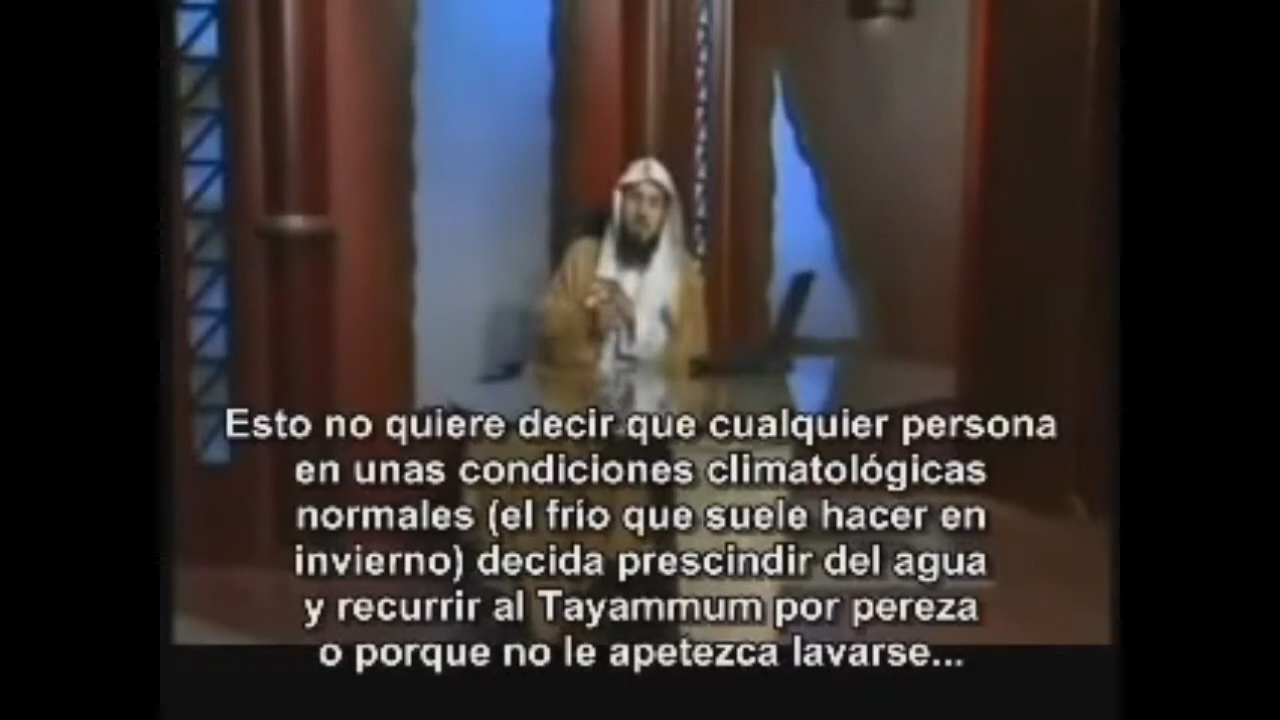 Esto no quiere decir que cualquier persona
en unas condiciones climatológicas
normales (el frío que suele hacer en
invierno) decida prescindir del agua
y recurrir al Tayammum por pereza
o porque no le apetezca lavarse...